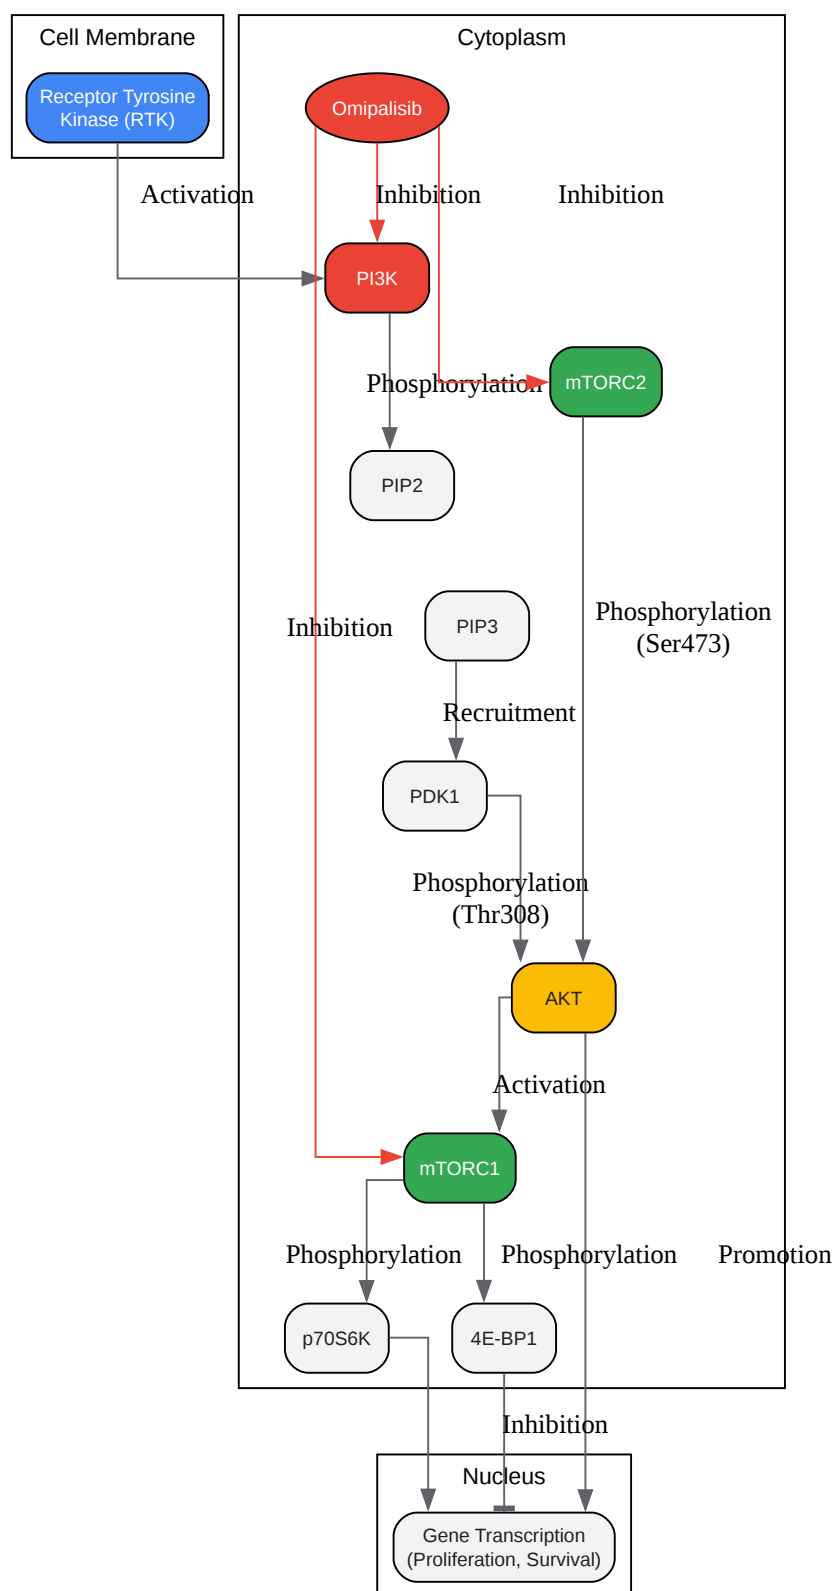 Cell Membrane
Cytoplasm
Receptor Tyrosine
Kinase (RTK)
Omipalisib
Activation
Inhibition
Inhibition
PI3K
Phosphorylation
mTORC2
PIP2
Inhibition
PIP3
Phosphorylation
(Ser473)
Recruitment
PDK1
Phosphorylation
(Thr308)
AKT
Activation
mTORC1
Phosphorylation
Phosphorylation
Promotion
p70S6K
4E-BP1
Inhibition
Nucleus
Gene Transcription
(Proliferation, Survival)